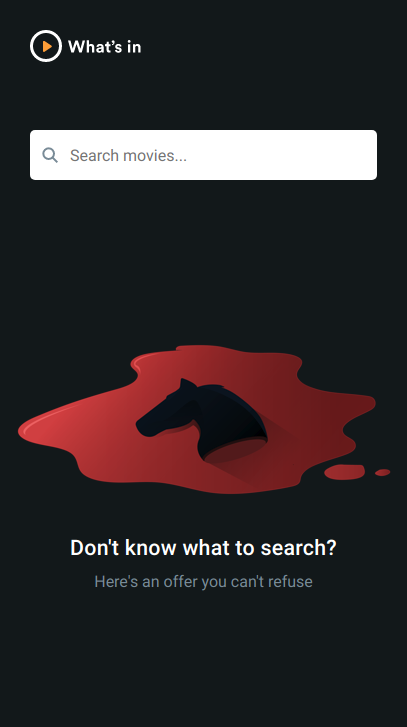 What’s in
Search movies...
Don't know what to search?
Here's an offer you can't refuse